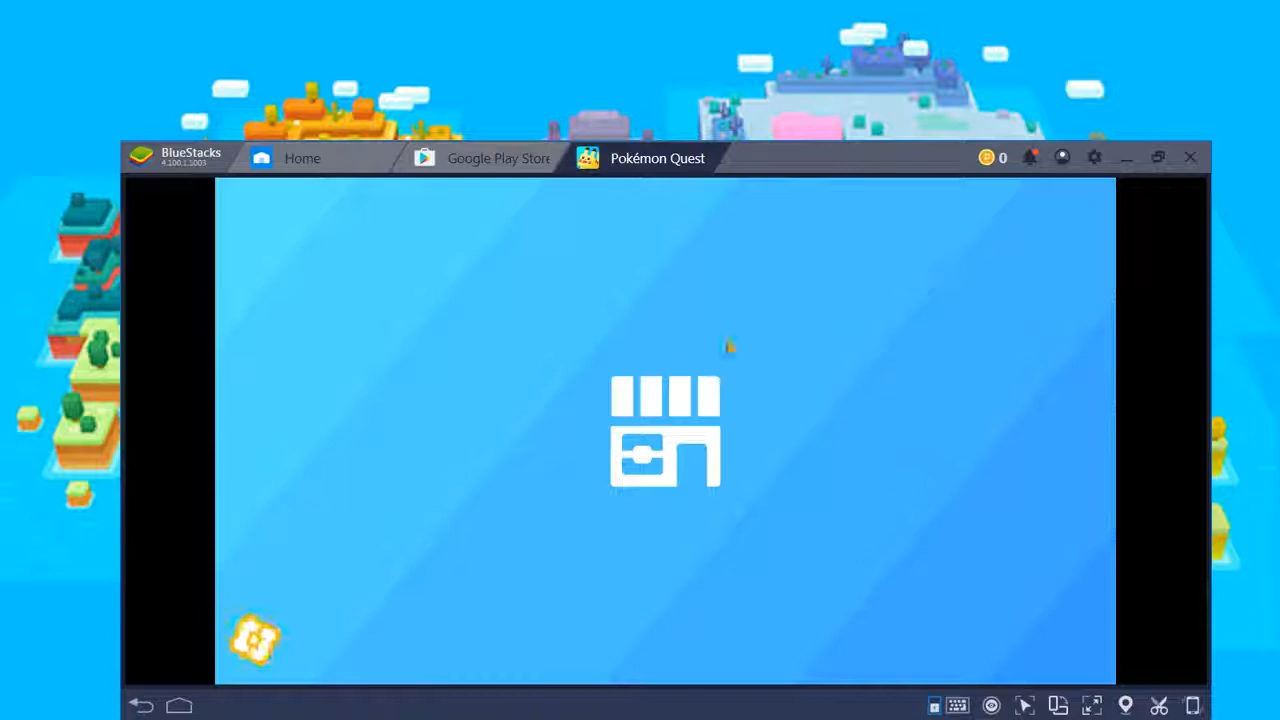 BlueStacks
4.100.1.1003
Home
Google Play Store
Pokémon Quest
0